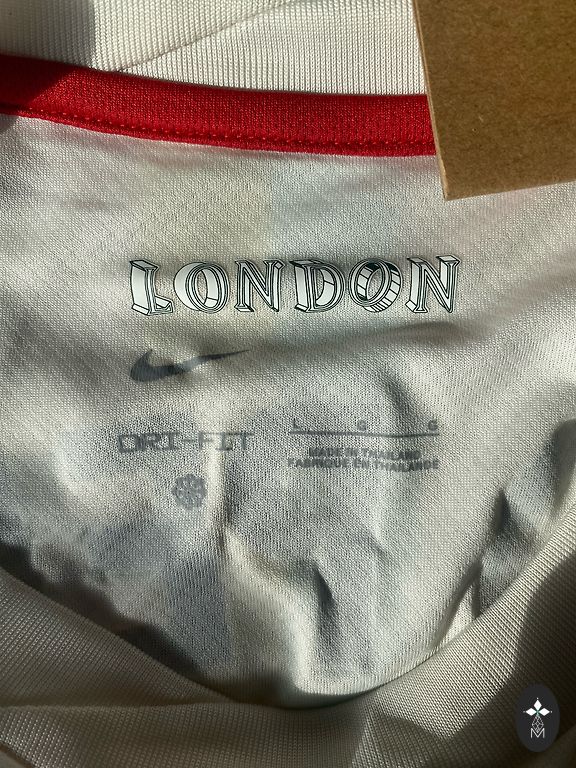 LONDON
DRI-FIT
L G G
MADE IN THAILAND
FABRIQUÉ EN THAÏLANDE
M